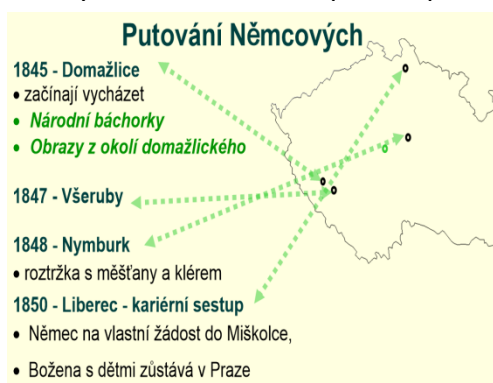 Putování Němcových
1845 - Domažlice
• začínají vycházet
• Národní báchorky
• Obrazy z okolí domažlického
1847 - Všeruby
1848 - Nymburk
• roztržka s měšťany a klérem
1850 - Liberec - kariérní sestup
• Němec na vlastní žádost do Miškolce,
• Božena s dětmi zůstává v Praze